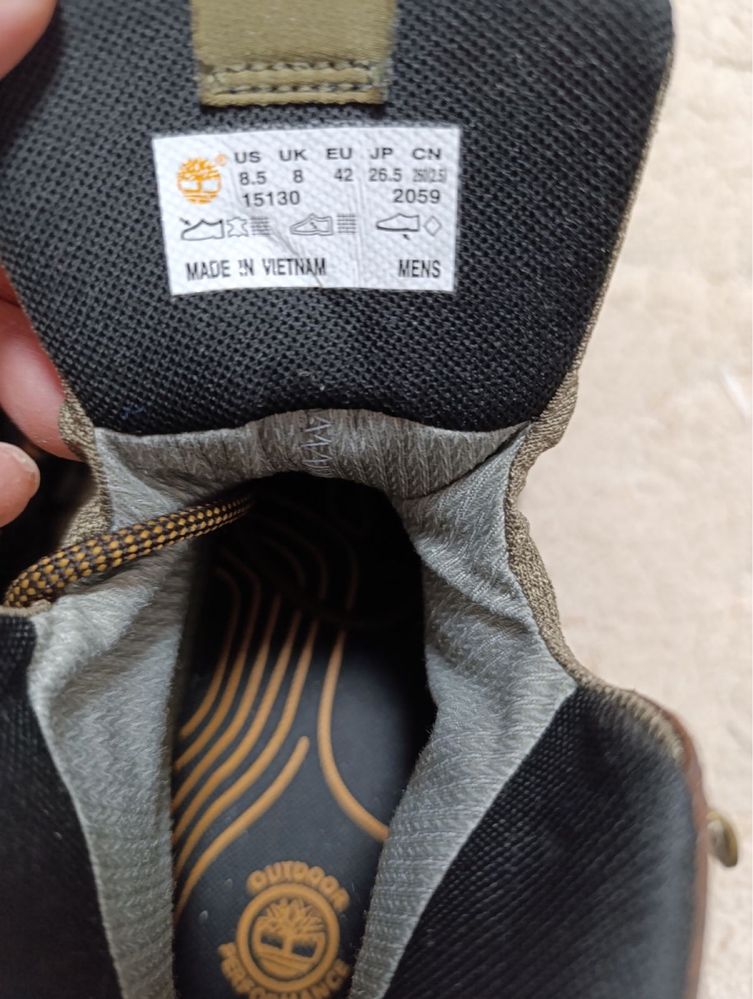 US UK EU JP CN
8.5 8 42 26.5 260(2.5)
15130 2059
MADE IN VIETNAM MENS
OUTDOOR
PERFORMANCE